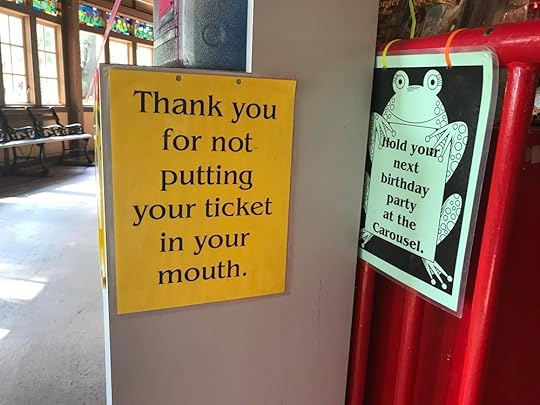 Thank you
for not
putting
your ticket
in your
mouth.
Hold your
next
birthday
party
at the
Carousel.